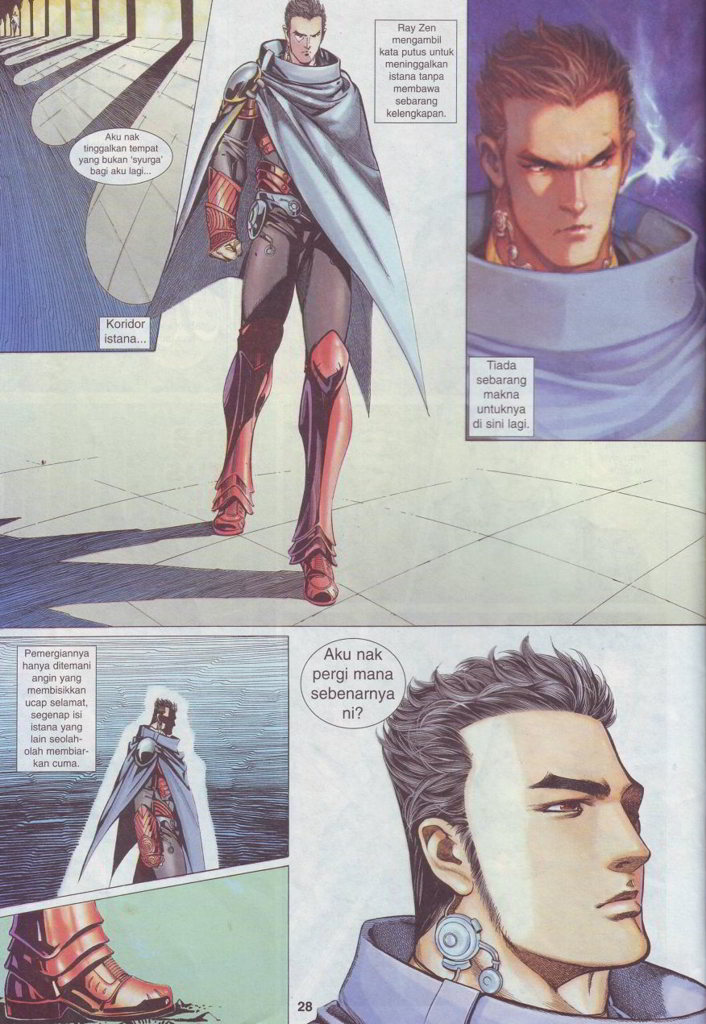 Ray Zen
mengambil
kata putus untuk
meninggalkan
istana tanpa
membawa
sebarang
kelengkapan.
Aku nak
tinggalkan tempat
yang bukan 'syurga'
bagi aku lagi...
Koridor
istana...
Tiada
sebarang
makna
untuknya
di sini lagi.
Pemergiannya
hanya ditemani
angin yang
membisikkan
ucap selamat,
segenap isi
istana yang
lain seolah-
olah membiar-
kan cuma.
Aku nak
pergi mana
sebenarnya
ni?
28